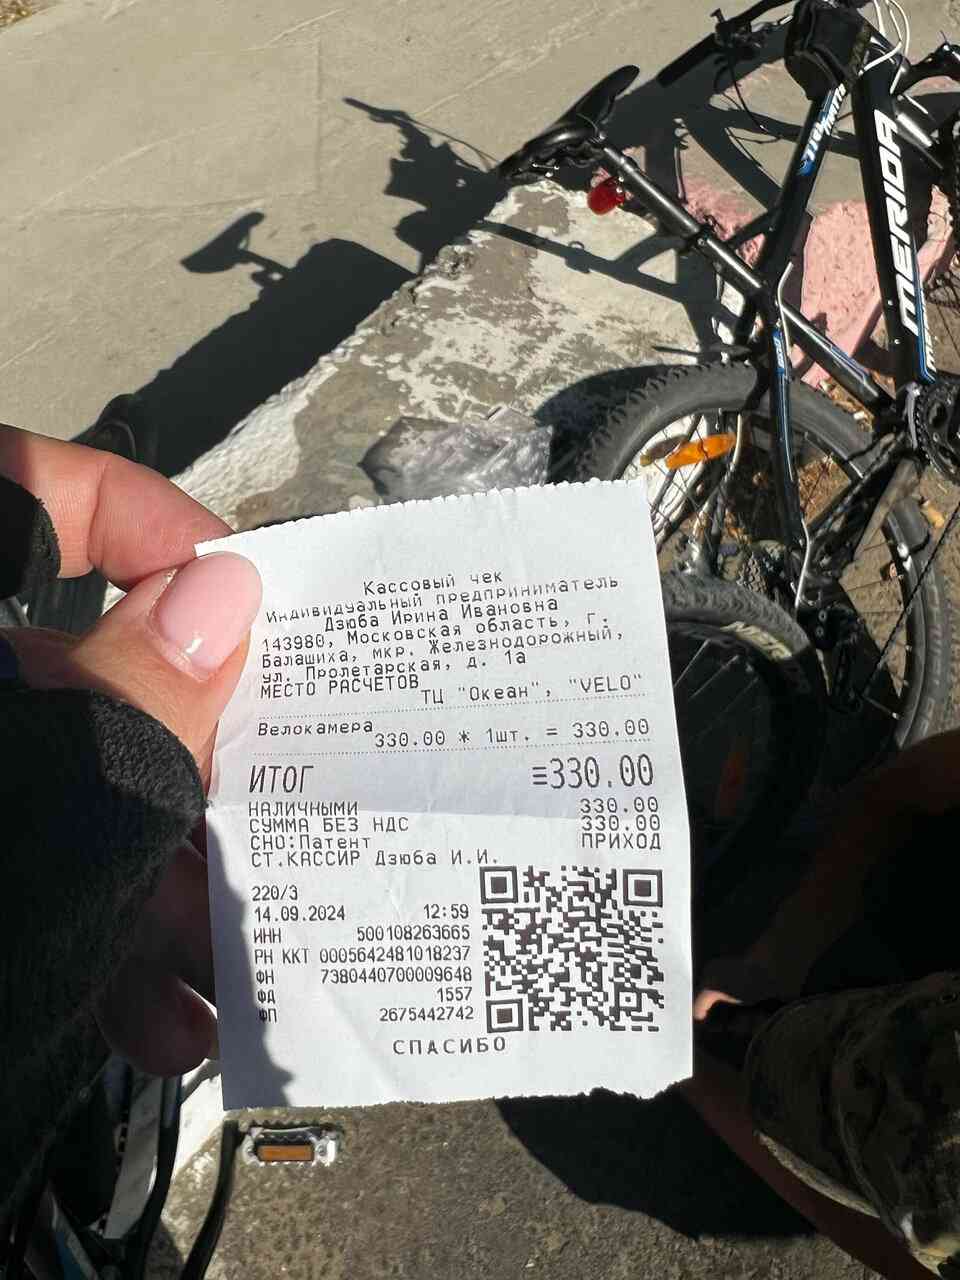 MERIDA
Кассовый чек
Индивидуальный предприниматель
Дзюба Ирина Ивановна
143980, Московская область, г.
Балашиха, мкр. Железнодорожный,
ул. Пролетарская, д. 1а
МЕСТО РАСЧЕТОВ
ТЦ "Океан", "VELO"
Велокамера
330.00 * 1шт. = 330.00
ИТОГ ≡330.00
НАЛИЧНЫМИ 330.00
СУММА БЕЗ НДС 330.00
СНО:Патент ПРИХОД
СТ.КАССИР Дзюба И.И.
220/3
14.09.2024 12:59
ИНН 500108263665
РН ККТ 0005642481018237
ФН 7380440700009648
ФД 1557
ФП 2675442742
СПАСИБО